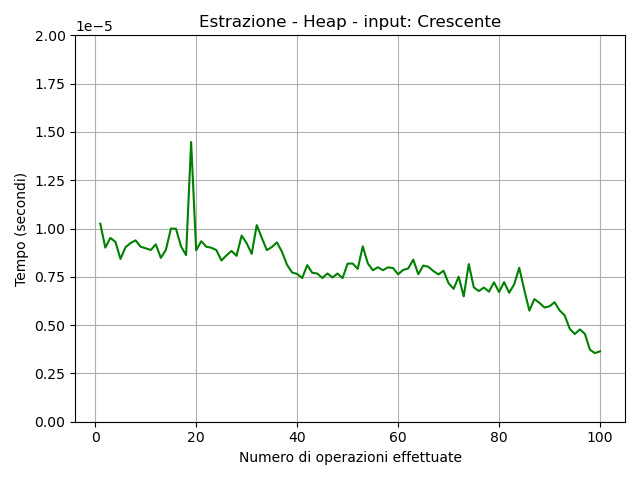 Estrazione - Heap - input: Crescente
1e−5
2.00
1.75
1.50
1.25
1.00
0.75
0.50
0.25
0.00
Tempo (secondi)
0 20 40 60 80 100
Numero di operazioni effettuate